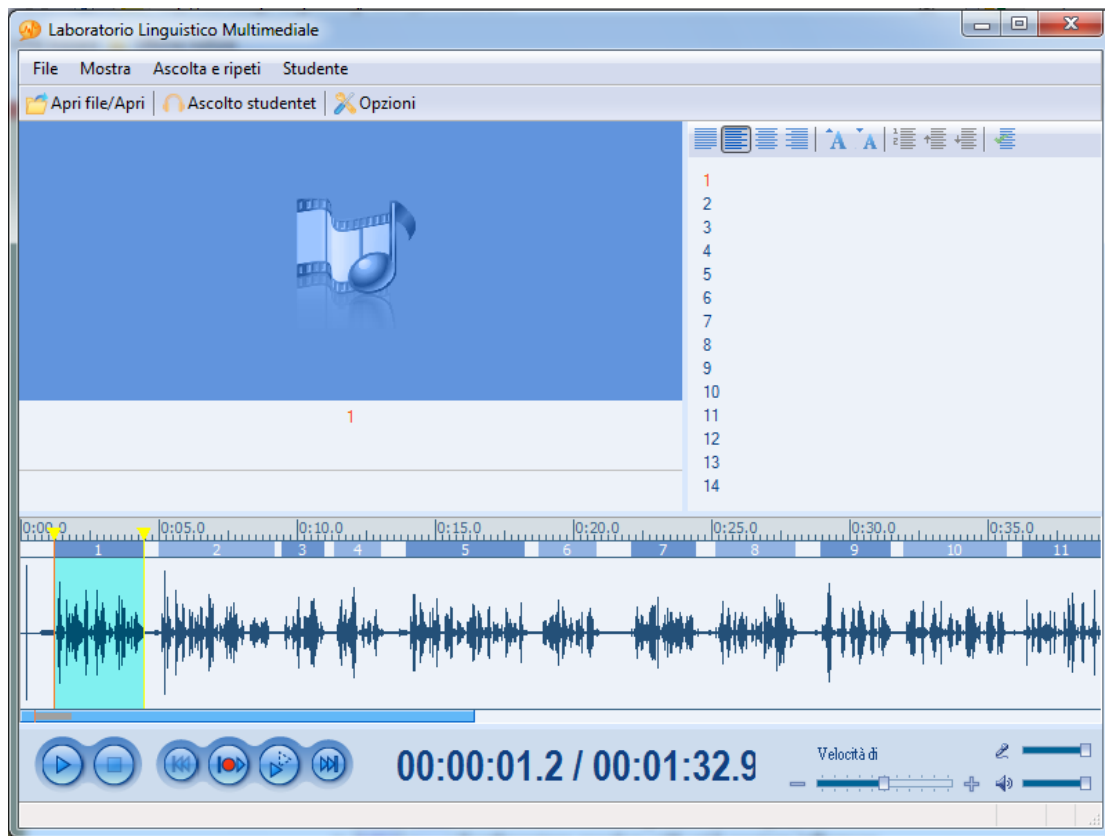 Laboratorio Linguistico Multimediale
File Mostra Ascolta e ripeti Studente
Apri file/Apri Ascolto studentet Opzioni
1
2
3
4
5
6
7
8
9
10
11
12
13
14
1
0:00.0 0:05.0 0:10.0 0:15.0 0:20.0 0:25.0 0:30.0 0:35.0
1 2 3 4 5 6 7 8 9 10 11
00:00:01.2 / 00:01:32.9
Velocità di